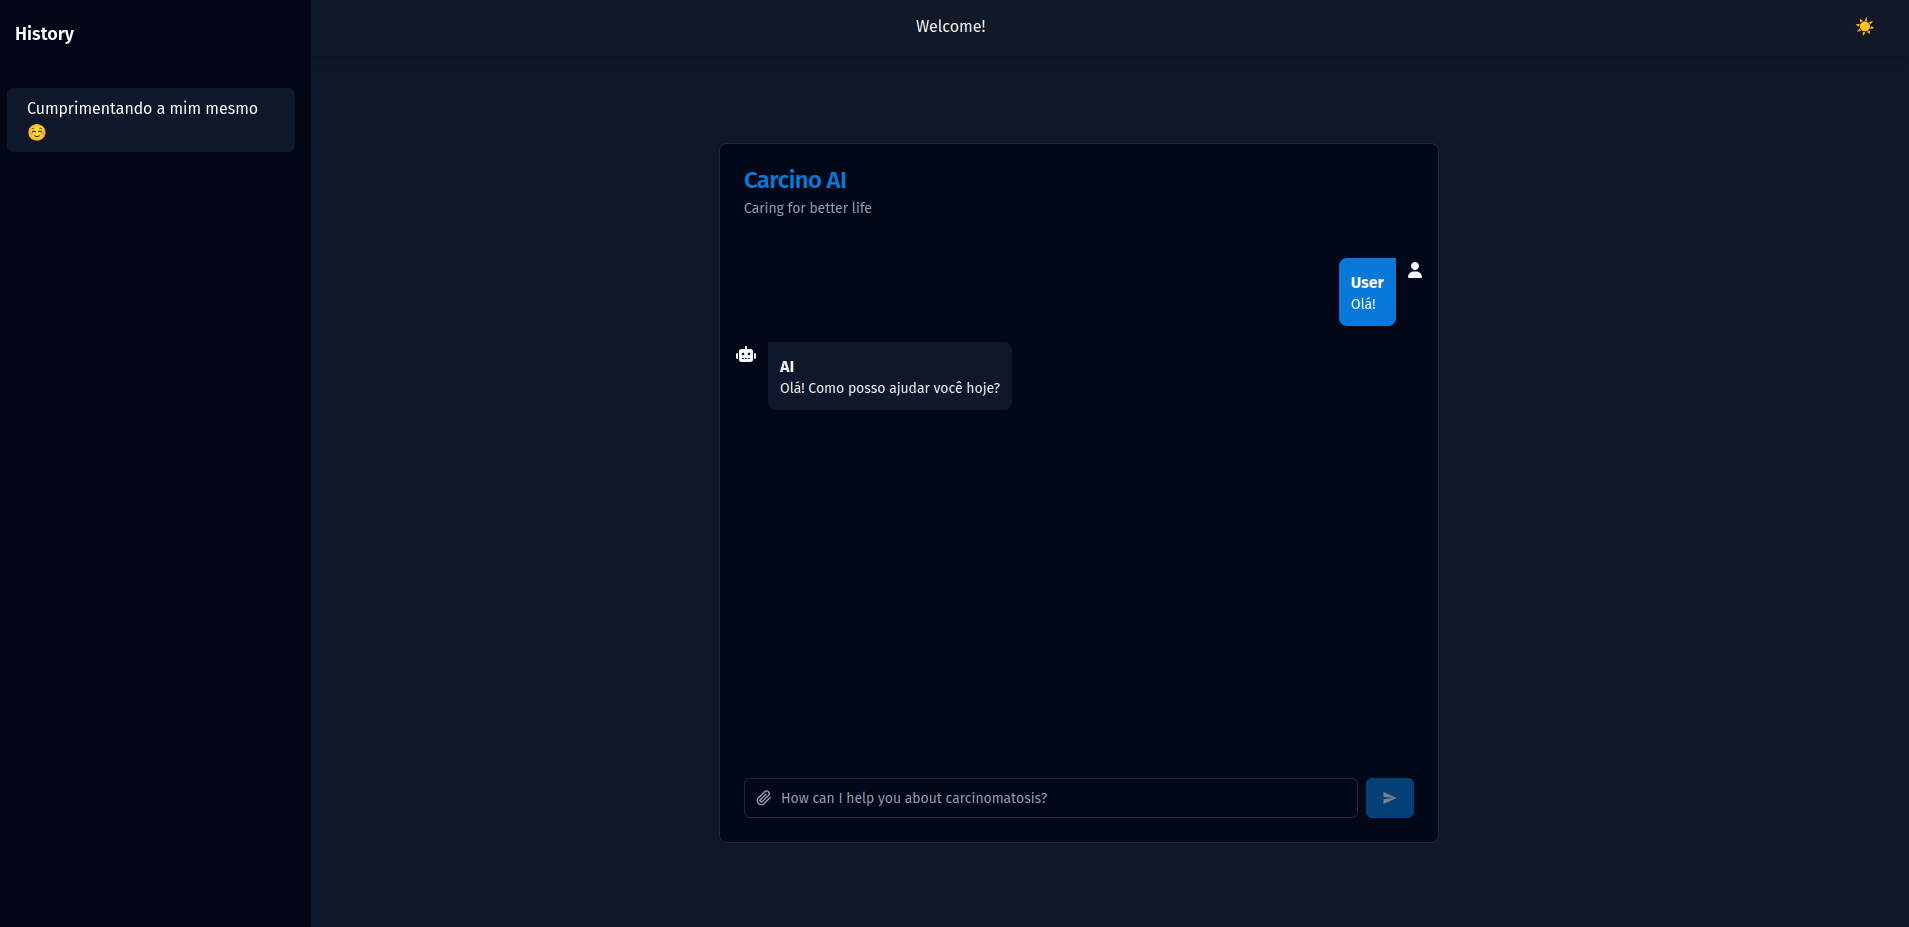 History
Welcome!
Cumprimentando a mim mesmo
☺️
Carcino AI
Caring for better life
User
Olá!
AI
Olá! Como posso ajudar você hoje?
How can I help you about carcinomatosis?